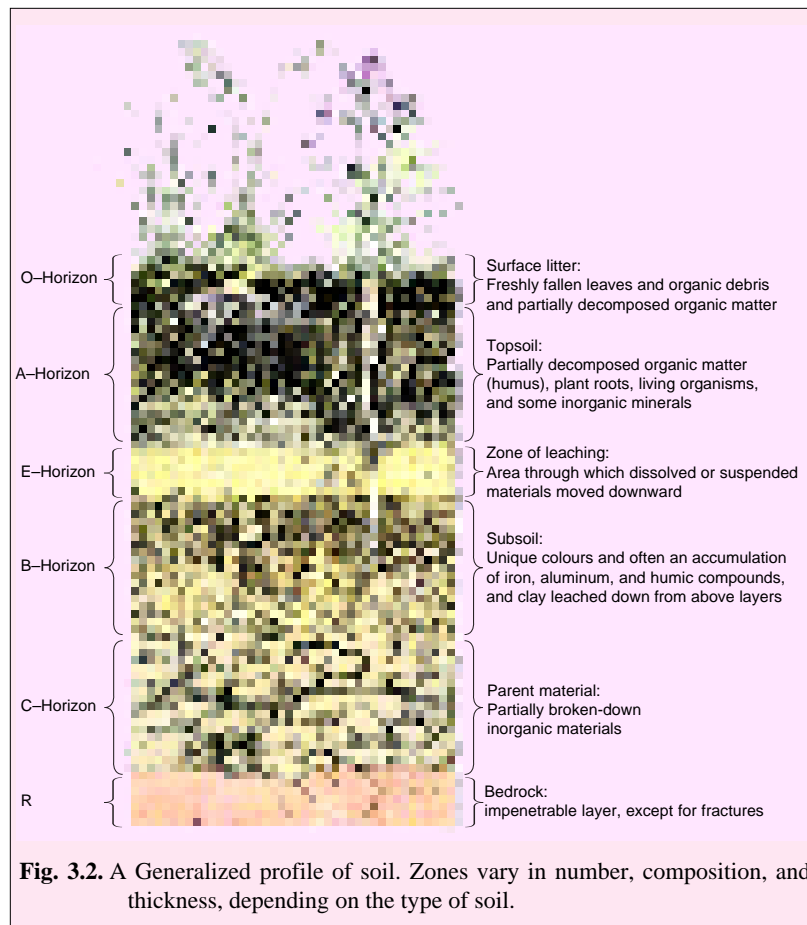 O–Horizon
Surface litter:
Freshly fallen leaves and organic debris
and partially decomposed organic matter
A–Horizon
Topsoil:
Partially decomposed organic matter
(humus), plant roots, living organisms,
and some inorganic minerals
E–Horizon
Zone of leaching:
Area through which dissolved or suspended
materials moved downward
B–Horizon
Subsoil:
Unique colours and often an accumulation
of iron, aluminum, and humic compounds,
and clay leached down from above layers
C–Horizon
Parent material:
Partially broken-down
inorganic materials
R
Bedrock:
impenetrable layer, except for fractures
Fig. 3.2. A Generalized profile of soil. Zones vary in number, composition, and
thickness, depending on the type of soil.